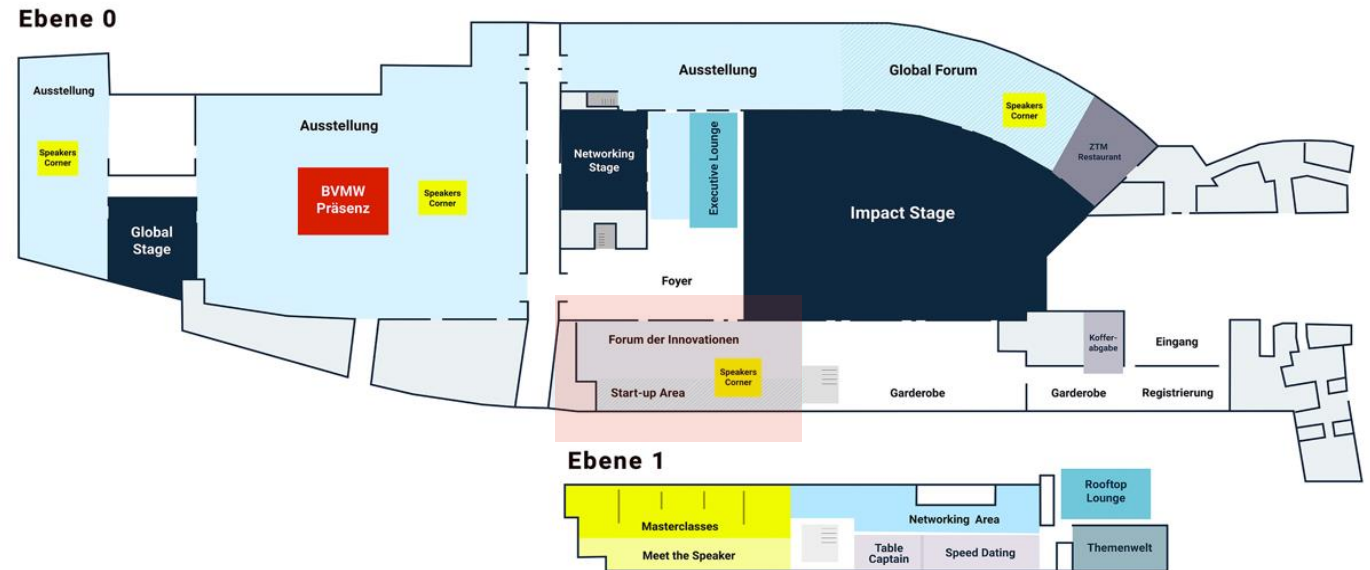 Ebene 0
Ausstellung
Speakers
Corner
Global
Stage
Ausstellung
BVMW
Präsenz
Speakers
Corner
Ausstellung
Global Forum
Speakers
Corner
ZTM
Restaurant
Networking
Stage
Executive Lounge
Impact Stage
Foyer
Forum der Innovationen
Speakers
Corner
Start-up Area
Garderobe
Koffer-
abgabe
Garderobe
Eingang
Registrierung
Ebene 1
Masterclasses
Meet the Speaker
Networking Area
Table
Captain
Speed Dating
Rooftop
Lounge
Themenwelt